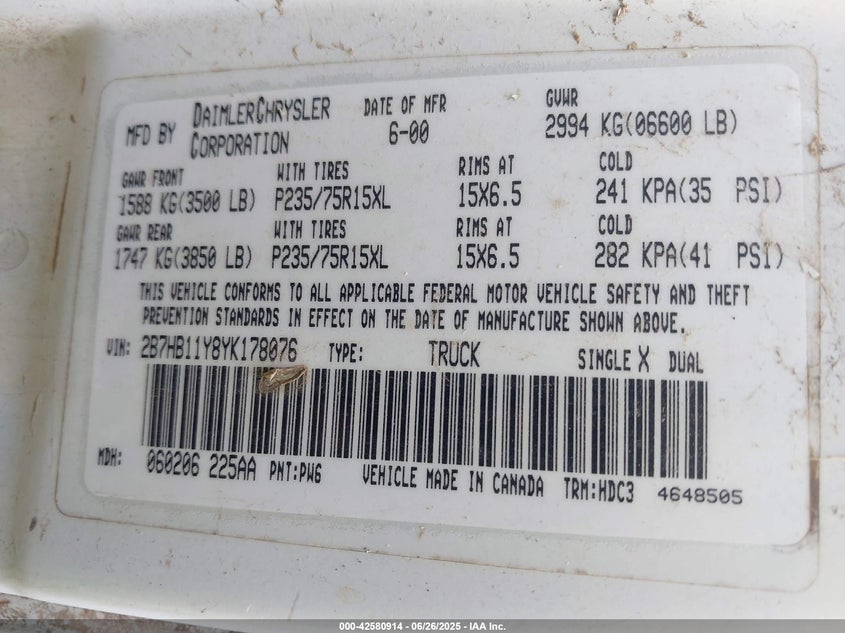 MFD BY DAIMLERCHRYSLER CORPORATION DATE OF MFR 6-00 GVWR 2994 KG(06600 LB)
GAWR FRONT WITH TIRES RIMS AT COLD
1588 KG(3500 LB) P235/75R15XL 15X6.5 241 KPA(35 PSI)
GAWR REAR WITH TIRES RIMS AT COLD
1747 KG(3850 LB) P235/75R15XL 15X6.5 282 KPA(41 PSI)
THIS VEHICLE CONFORMS TO ALL APPLICABLE FEDERAL MOTOR VEHICLE SAFETY AND THEFT
PREVENTION STANDARDS IN EFFECT ON THE DATE OF MANUFACTURE SHOWN ABOVE.
VIN: 2B7HB11Y8YK178076 TYPE: TRUCK SINGLE X DUAL
MDH: 060206 225AA PNT:PW6 VEHICLE MADE IN CANADA TRM:HDC3 4648505
000-42580914 - 06/26/2025 - IAA Inc.